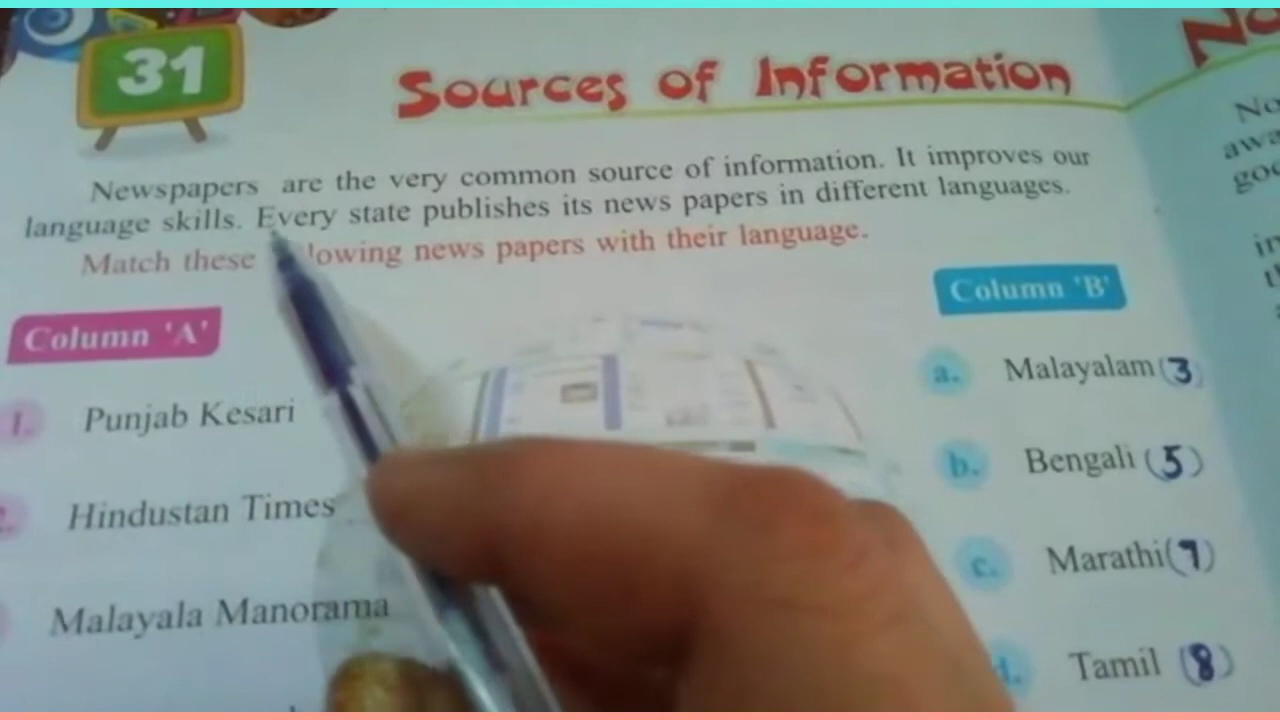 31
Sources of Information
Newspapers are the very common source of information. It improves our
language skills. Every state publishes its news papers in different languages.
Match these news papers with their language.
Column 'A'
Column 'B'
1. Punjab Kesari
a. Malayalam (3)
Hindustan Times
b. Bengali (5)
Malayala Manorama
c. Marathi (7)
d. Tamil (8)